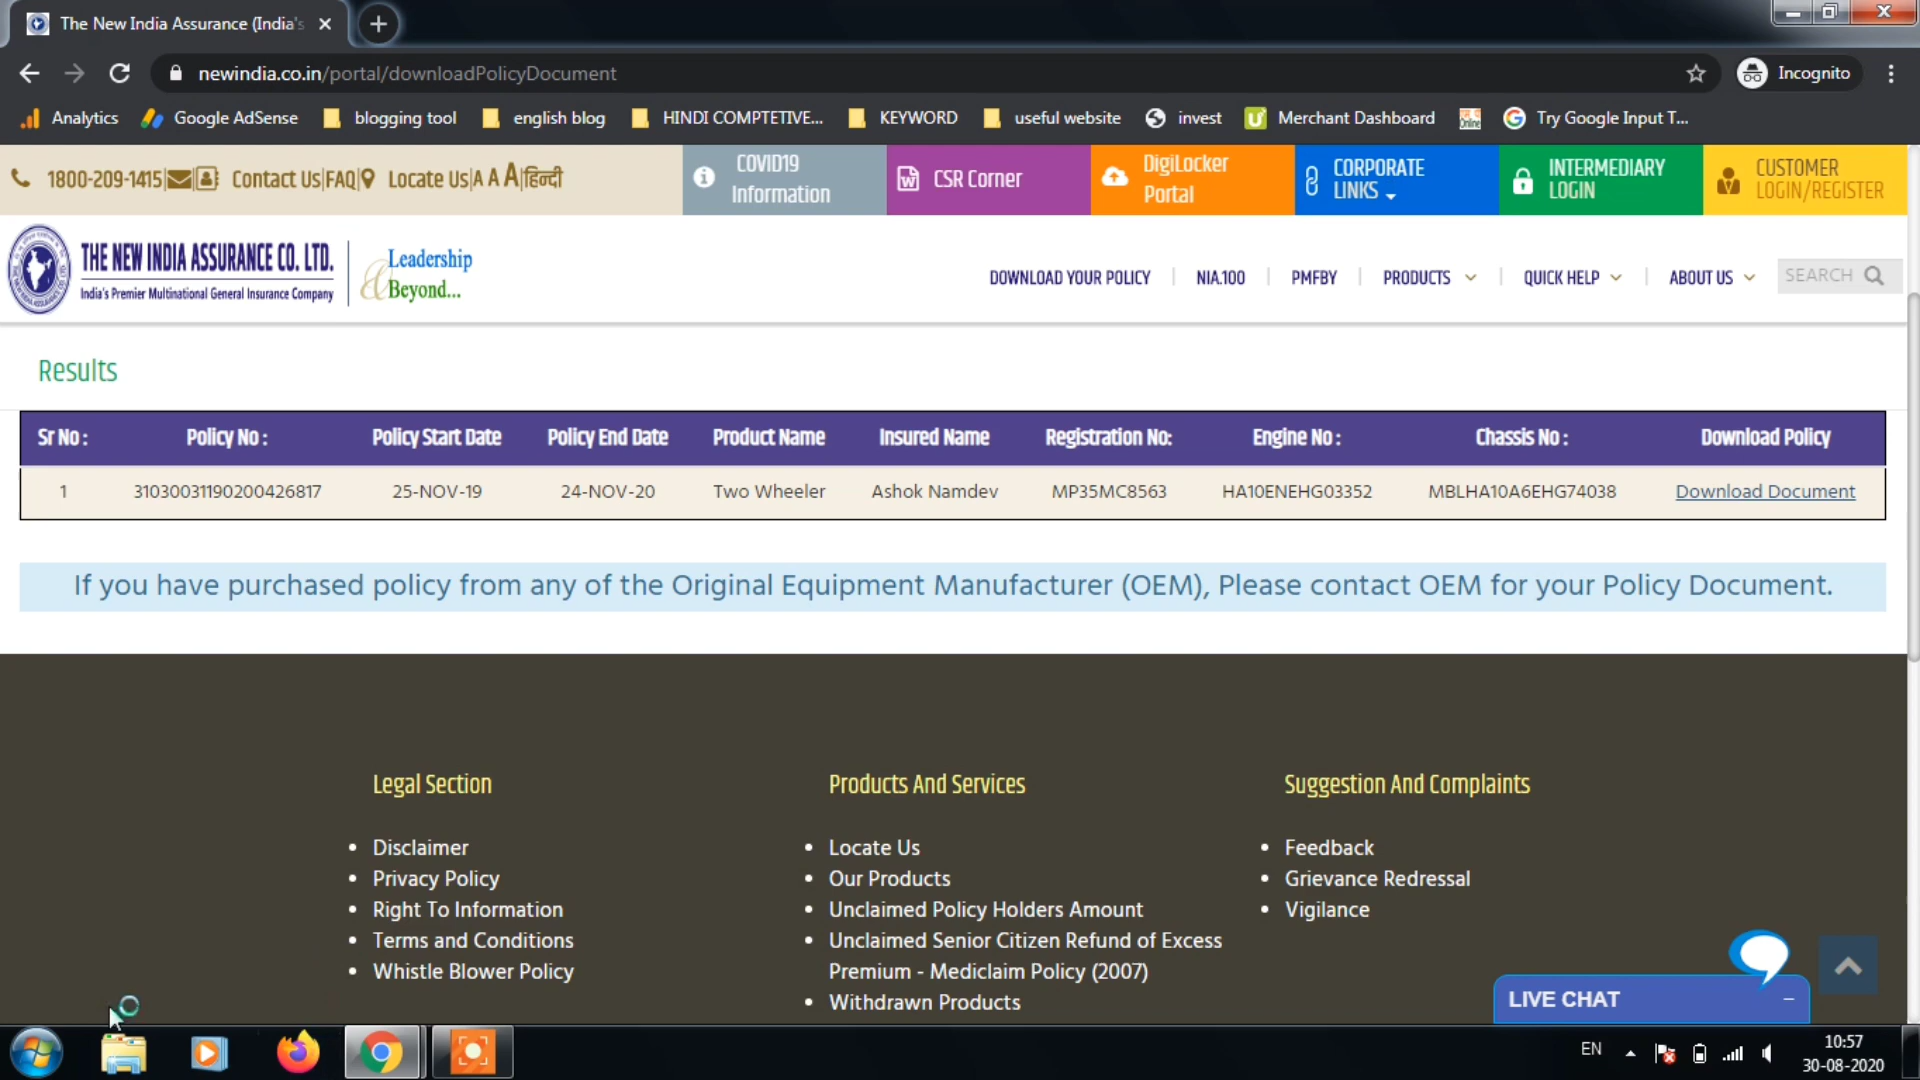 The New India Assurance (India's
newindia.co.in/portal/downloadPolicyDocument
Incognito
Analytics Google AdSense blogging tool english blog HINDI COMPTETIVE... KEYWORD useful website invest Merchant Dashboard Try Google Input T...
1800-209-1415| | Contact Us|FAQ| Locate Us|A A A|हिन्दी
COVID19
Information
CSR Corner
DigiLocker
Portal
CORPORATE
LINKS
INTERMEDIARY
LOGIN
CUSTOMER
LOGIN/REGISTER
THE NEW INDIA ASSURANCE CO. LTD.
India's Premier Multinational General Insurance Company
Leadership
& Beyond...
DOWNLOAD YOUR POLICY | NIA.100 | PMFBY | PRODUCTS | QUICK HELP | ABOUT US
SEARCH
Results
Sr No : Policy No : Policy Start Date Policy End Date Product Name Insured Name Registration No: Engine No : Chassis No : Download Policy
1 31030031190200426817 25-NOV-19 24-NOV-20 Two Wheeler Ashok Namdev MP35MC8563 HA10ENEHG03352 MBLHA10A6EHG74038 Download Document
If you have purchased policy from any of the Original Equipment Manufacturer (OEM), Please contact OEM for your Policy Document.
Legal Section
• Disclaimer
• Privacy Policy
• Right To Information
• Terms and Conditions
• Whistle Blower Policy
Products And Services
• Locate Us
• Our Products
• Unclaimed Policy Holders Amount
• Unclaimed Senior Citizen Refund of Excess
Premium - Mediclaim Policy (2007)
• Withdrawn Products
Suggestion And Complaints
• Feedback
• Grievance Redressal
• Vigilance
LIVE CHAT
EN
10:57
30-08-2020